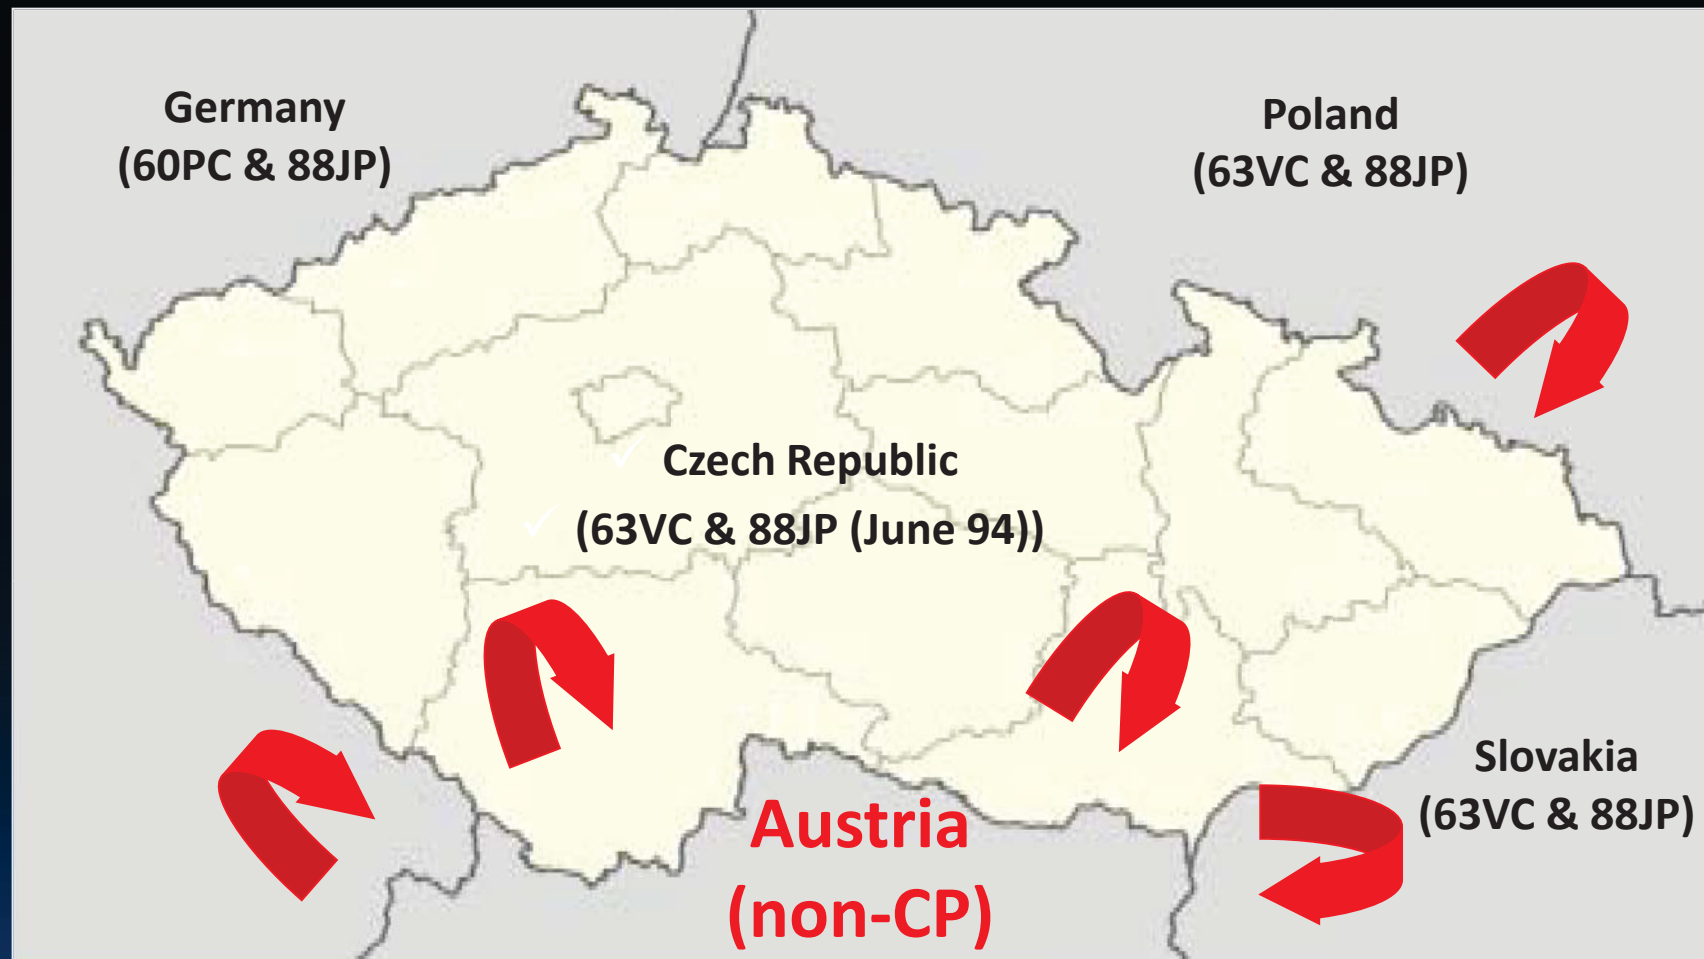 Germany
(60PC & 88JP)
Poland
(63VC & 88JP)
Czech Republic
(63VC & 88JP (June 94))
Slovakia
(63VC & 88JP)
Austria
(non-CP)